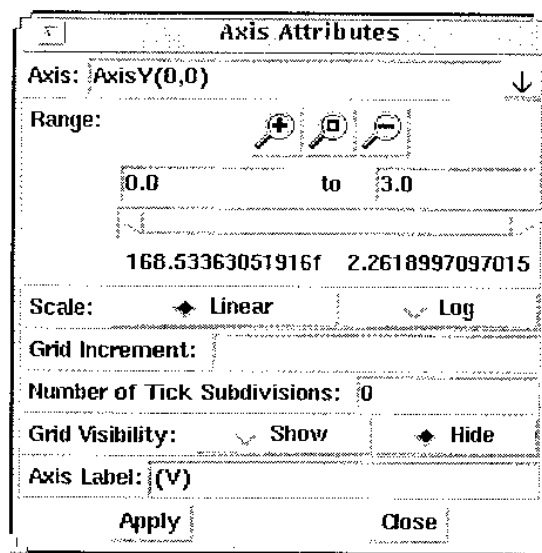 Axis Attributes
Axis: AxisY(0,0)
Range:
0.0 to 3.0
168.53363051916f 2.2618997097015
Scale: Linear Log
Grid Increment:
Number of Tick Subdivisions: 0
Grid Visibility: Show Hide
Axis Label: (V)
Apply Close